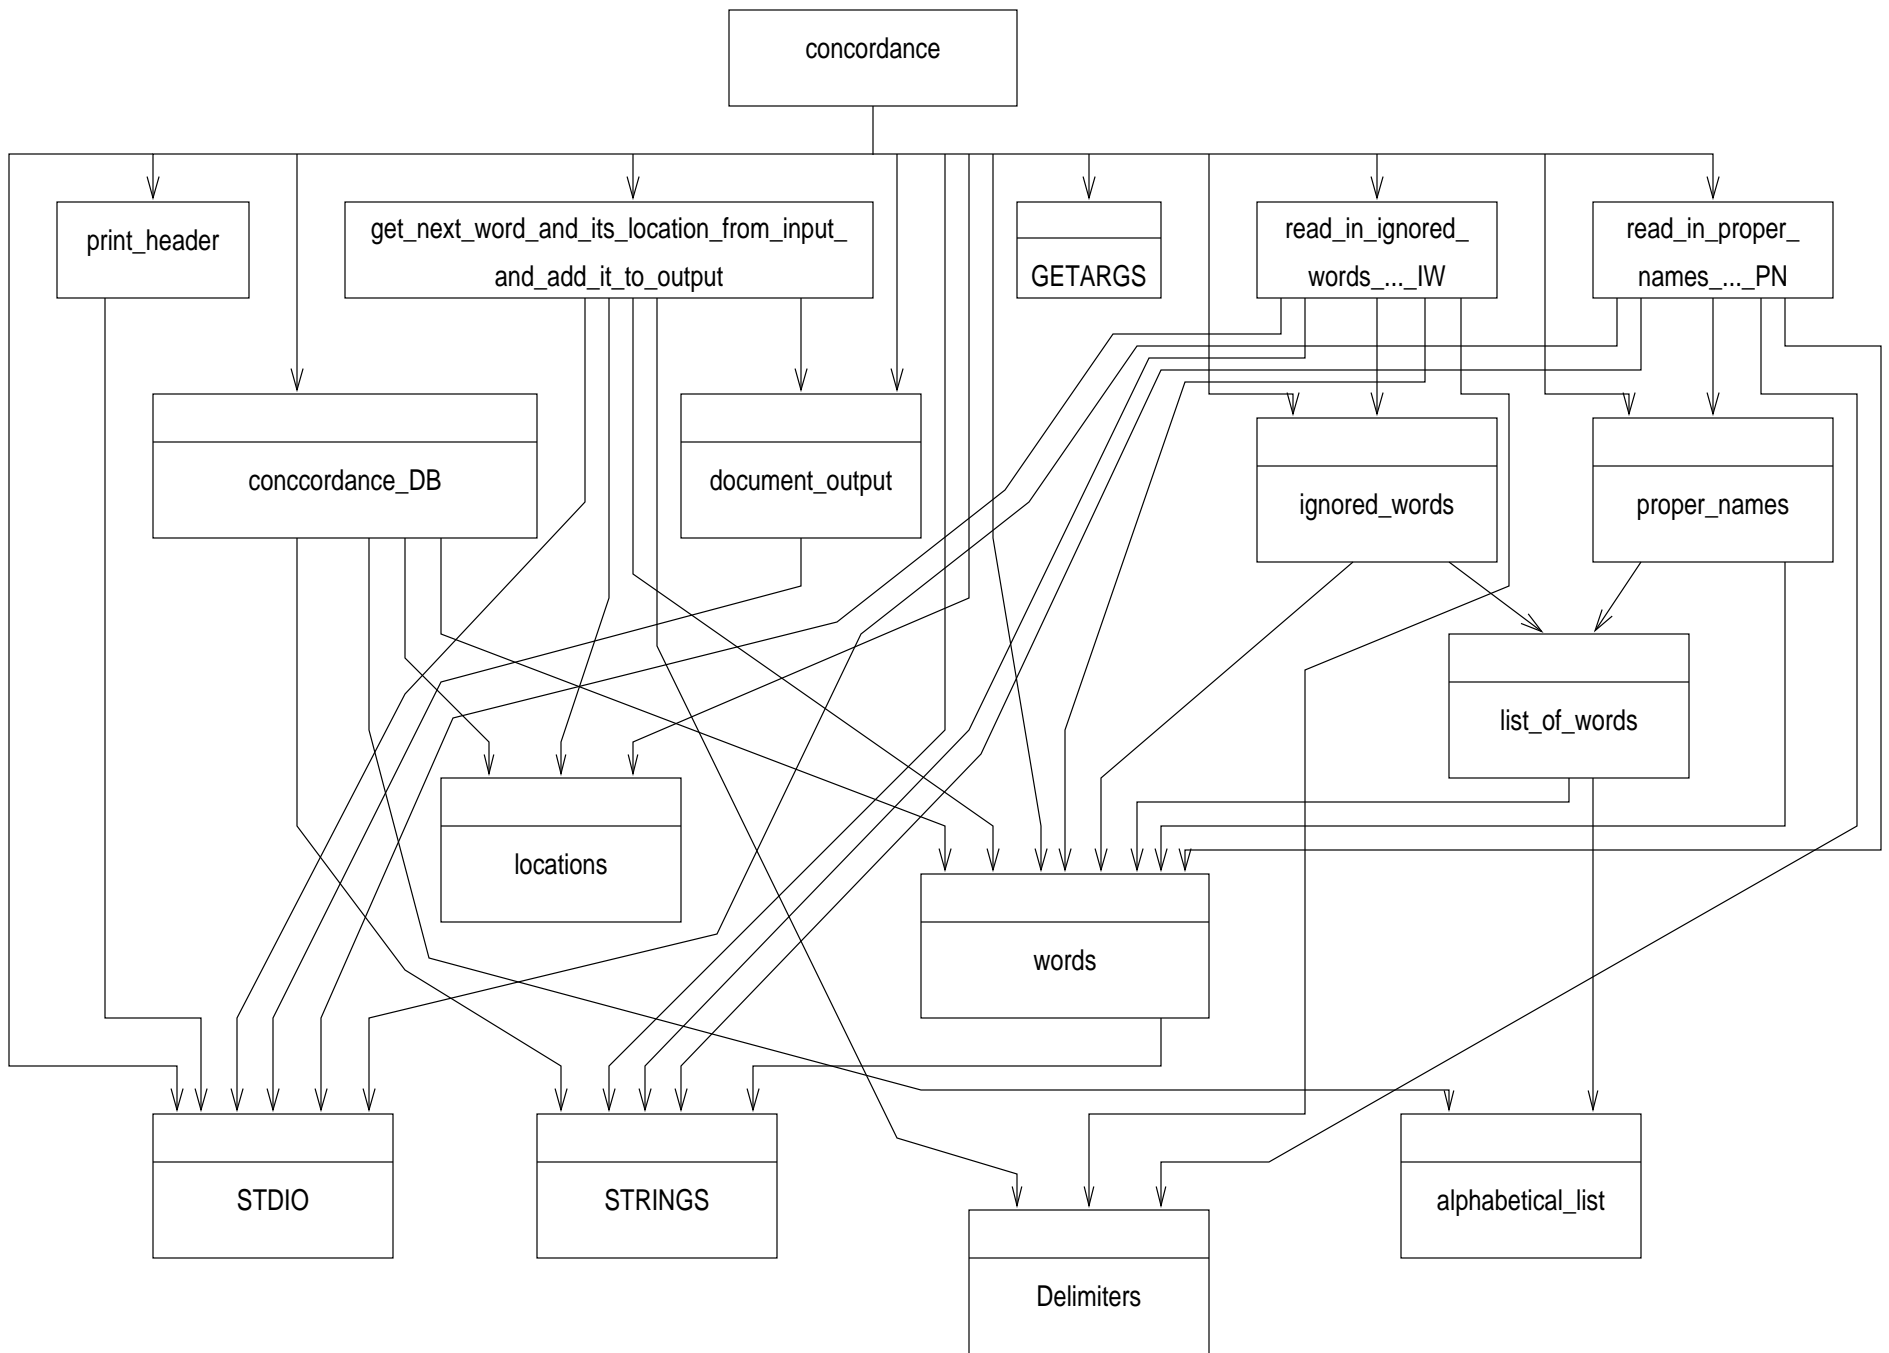 concordance
print_header
get_next_word_and_its_location_from_input_
and_add_it_to_output
GETARGS
read_in_ignored_
words_..._IW
read_in_proper_
names_..._PN
conccordance_DB
document_output
ignored_words
proper_names
list_of_words
locations
words
STDIO
STRINGS
Delimiters
alphabetical_list